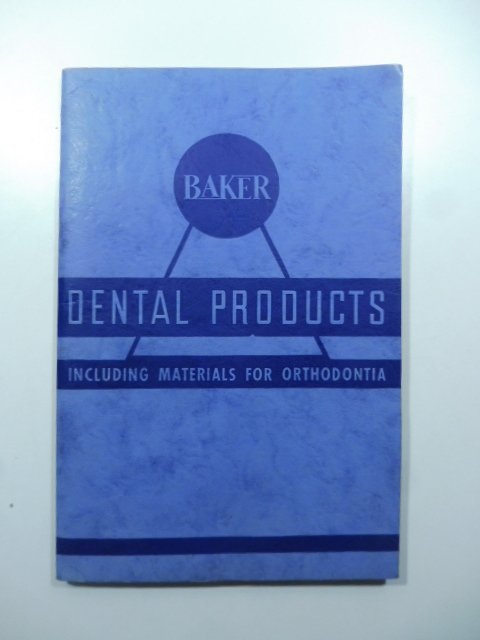 BAKER
DENTAL PRODUCTS
INCLUDING MATERIALS FOR ORTHODONTIA